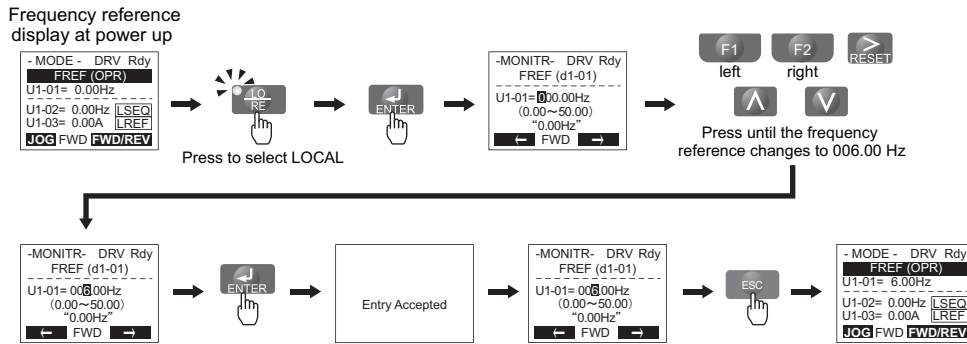 Frequency reference
display at power up
- MODE - DRV Rdy
FREF (OPR)
U1-01= 0.00Hz
U1-02= 0.00Hz LSEQ
U1-03= 0.00A LREF
JOG FWD FWD/REV
LO
RE
Press to select LOCAL
ENTER
-MONITR- DRV Rdy
FREF (d1-01)
U1-01= 000.00Hz
(0.00~50.00)
“0.00Hz”
← FWD →
F1
left
F2
right
> RESET
∧ ∨
Press until the frequency
reference changes to 006.00 Hz
-MONITR- DRV Rdy
FREF (d1-01)
U1-01= 006.00Hz
(0.00~50.00)
“0.00Hz”
← FWD →
ENTER
Entry Accepted
-MONITR- DRV Rdy
FREF (d1-01)
U1-01= 006.00Hz
(0.00~50.00)
“0.00Hz”
← FWD →
ESC
- MODE - DRV Rdy
FREF (OPR)
U1-01= 6.00Hz
U1-02= 0.00Hz LSEQ
U1-03= 0.00A LREF
JOG FWD FWD/REV